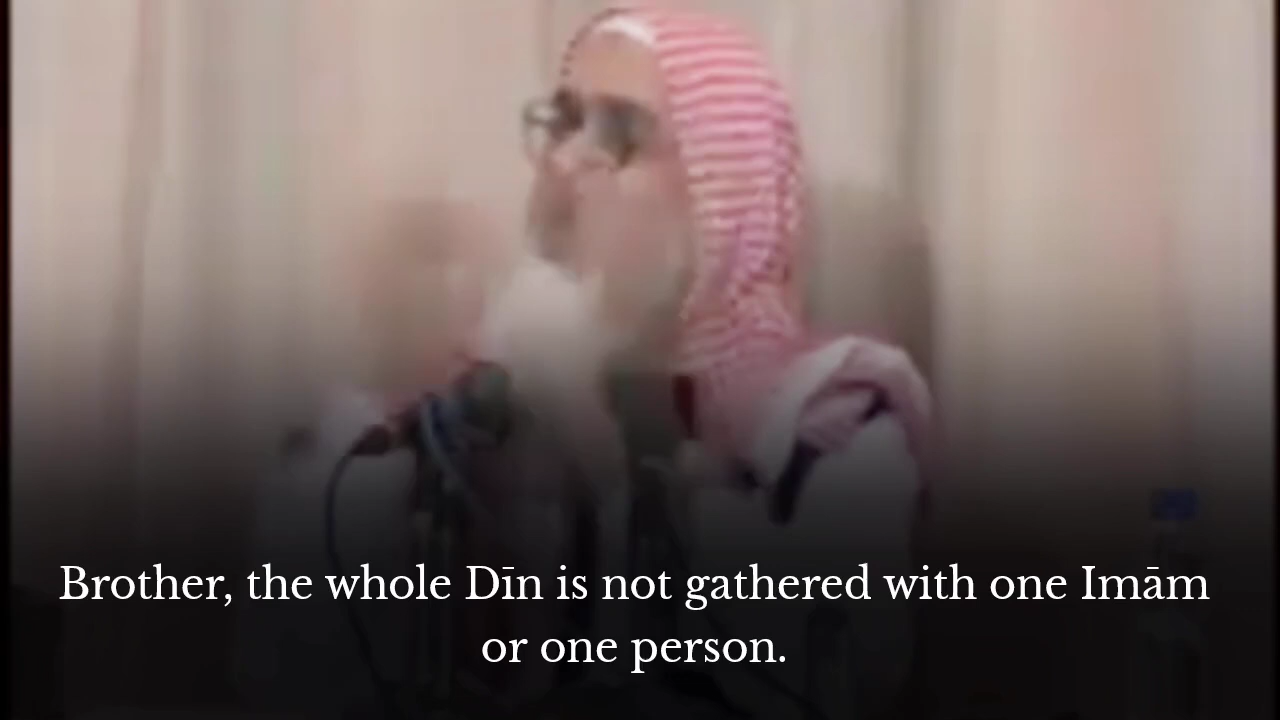 Brother, the whole Dīn is not gathered with one Imām
or one person.